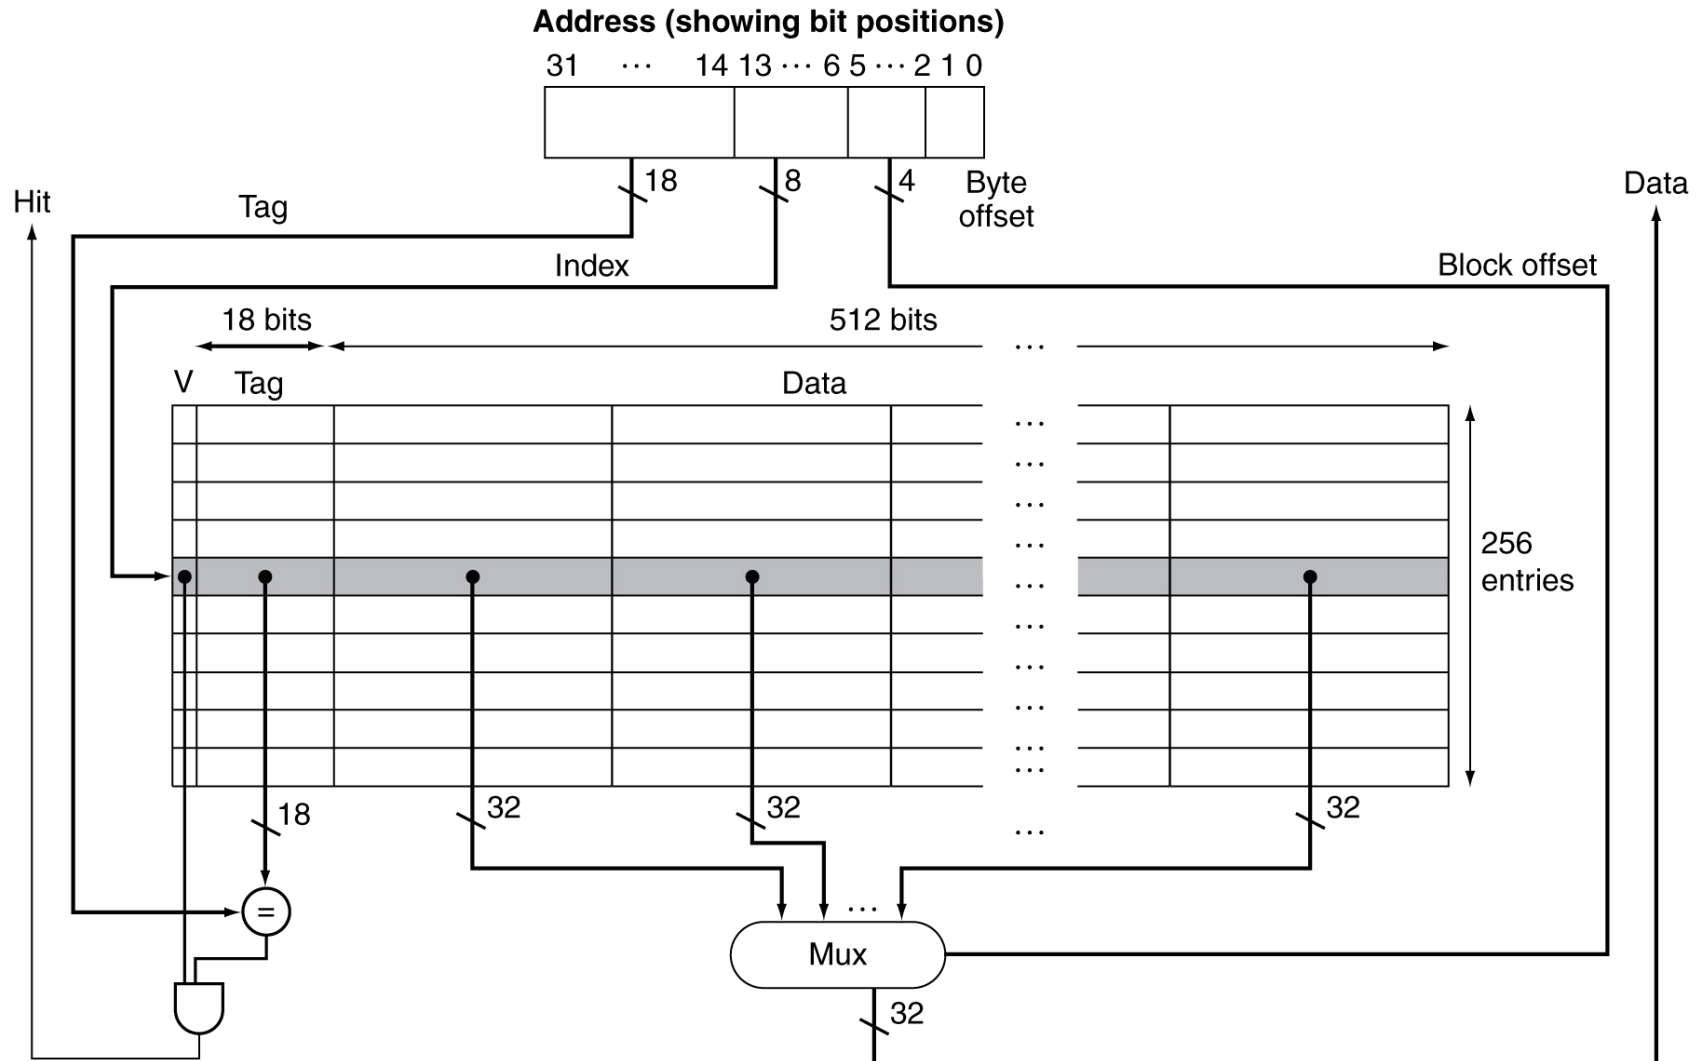 Address (showing bit positions)
31 ··· 14 13 ··· 6 5 ··· 2 1 0
18
8
4
Byte
offset
Hit
Data
Tag
Index
Block offset
18 bits
512 bits
···
V
Tag
Data
···
···
···
···
···
···
···
···
···
···
256
entries
18
32
32
···
32
=
···
Mux
32